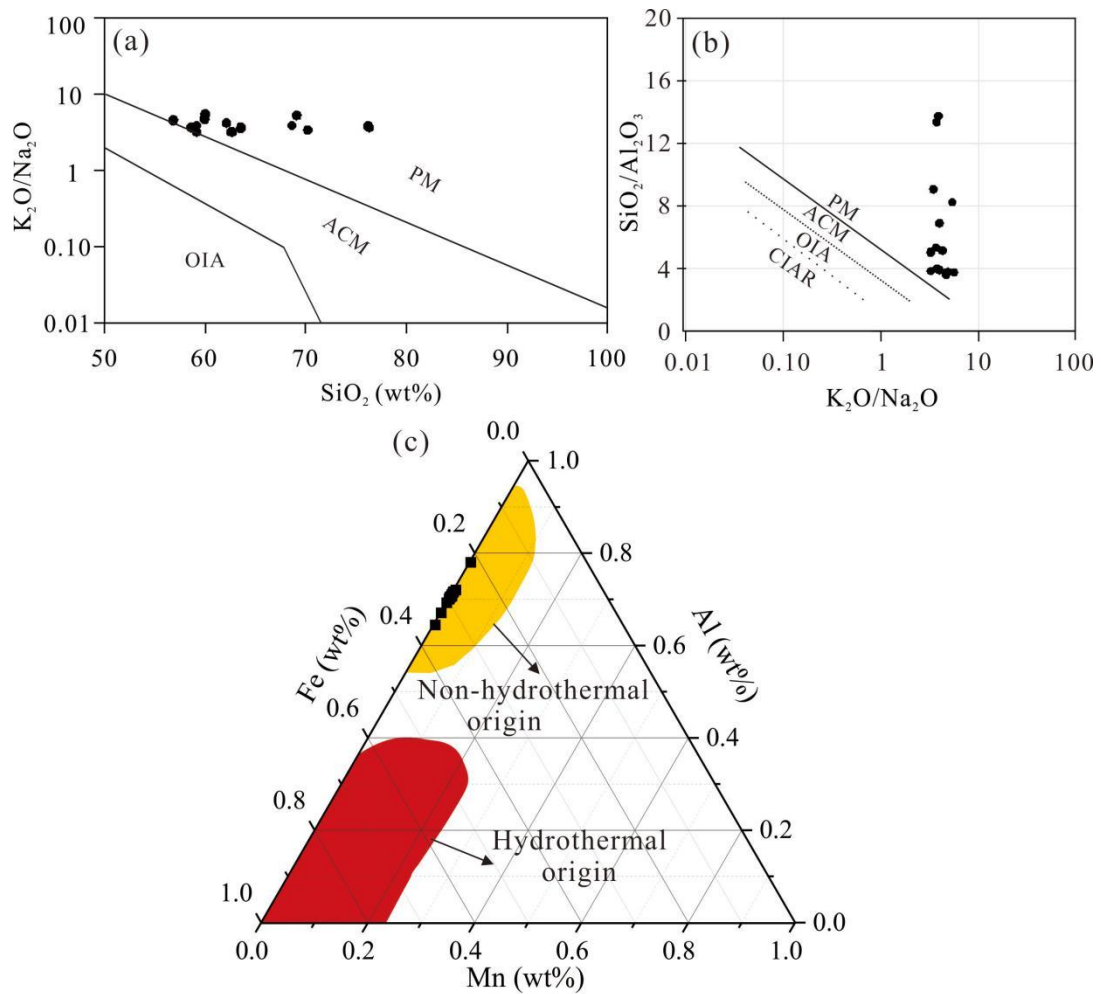 (a)
100
10
1
0.10
0.01
K₂O/Na₂O
PM
ACM
OIA
50
60
70
80
90
100
SiO₂ (wt%)
(b)
20
16
12
8
4
0
SiO₂/Al₂O₃
PM
ACM
OIA
CIAR
0.01
0.10
1
10
100
K₂O/Na₂O
(c)
0.0
0.2
0.4
0.6
0.8
1.0
Fe (wt%)
1.0
0.8
0.6
0.4
0.2
0.0
Al (wt%)
Non-hydrothermal
origin
Hydrothermal
origin
0.0
0.2
0.4
0.6
0.8
1.0
Mn (wt%)